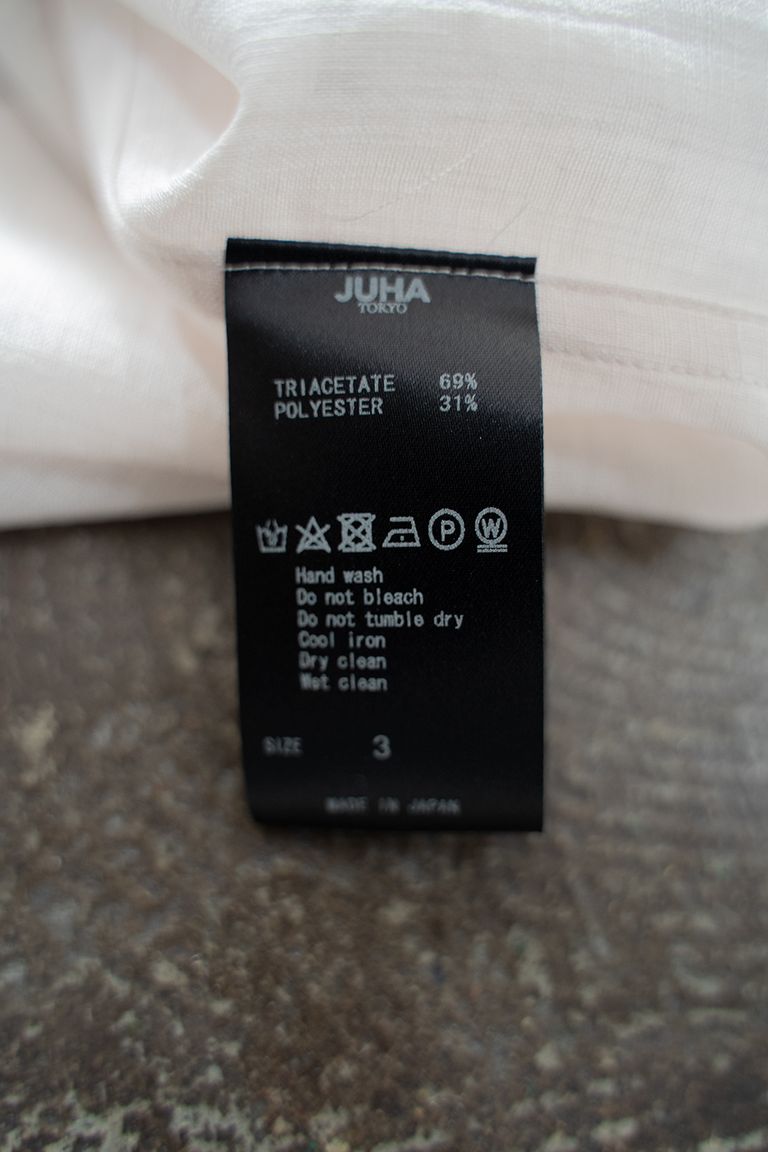 JUHA
TOKYO
TRIACETATE 69%
POLYESTER 31%
P W
Hand wash
Do not bleach
Do not tumble dry
Cool iron
Dry clean
Wet clean
SIZE 3
MADE IN JAPAN